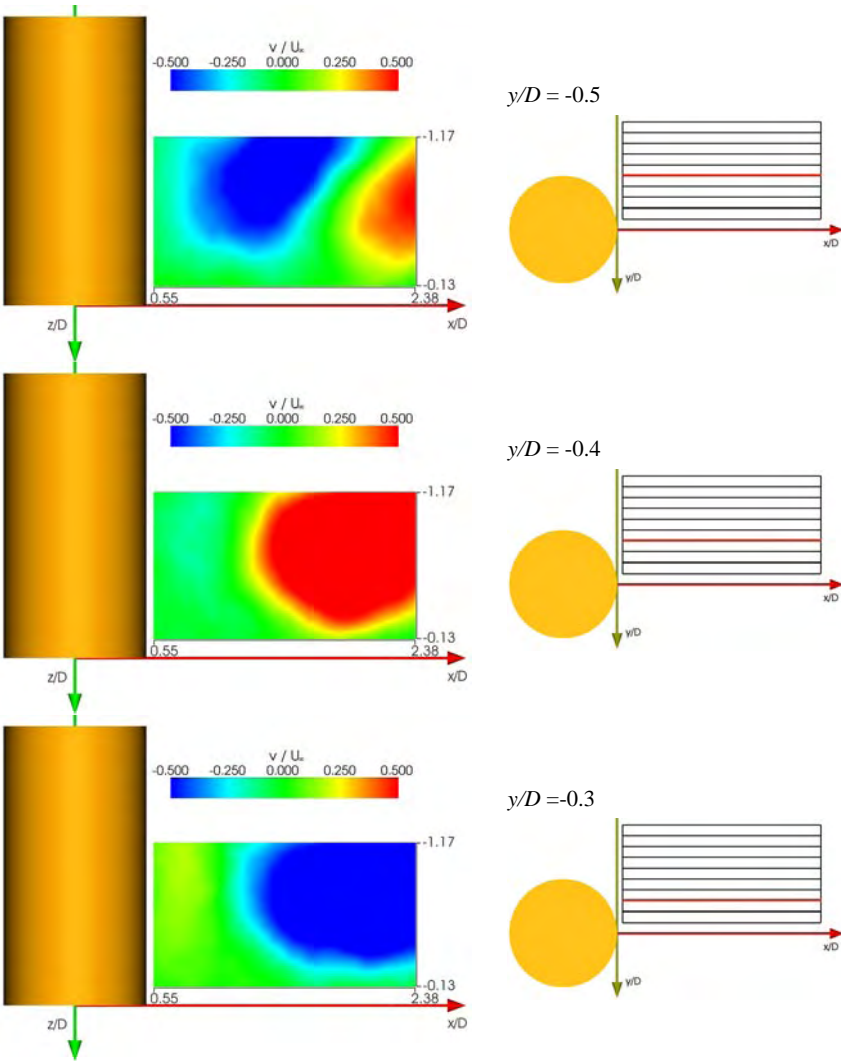 v / U∞
-0.500 -0.250 0.000 0.250 0.500
y/D = -0.5
-1.17
-0.13
0.55 2.38
z/D x/D
x/D
y/D
v / U∞
-0.500 -0.250 0.000 0.250 0.500
y/D = -0.4
-1.17
-0.13
0.55 2.38
z/D x/D
x/D
y/D
v / U∞
-0.500 -0.250 0.000 0.250 0.500
y/D =-0.3
-1.17
-0.13
0.55 2.38
z/D x/D
x/D
y/D